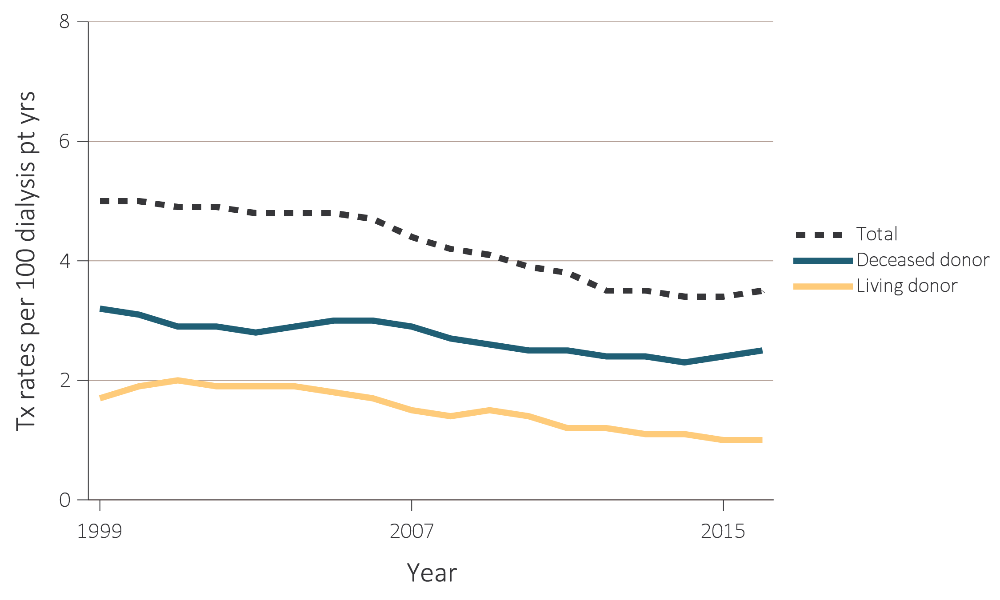 Tx rates per 100 dialysis pt yrs
8
6
4
2
0
1999
2007
2015
Year
Total
Deceased donor
Living donor